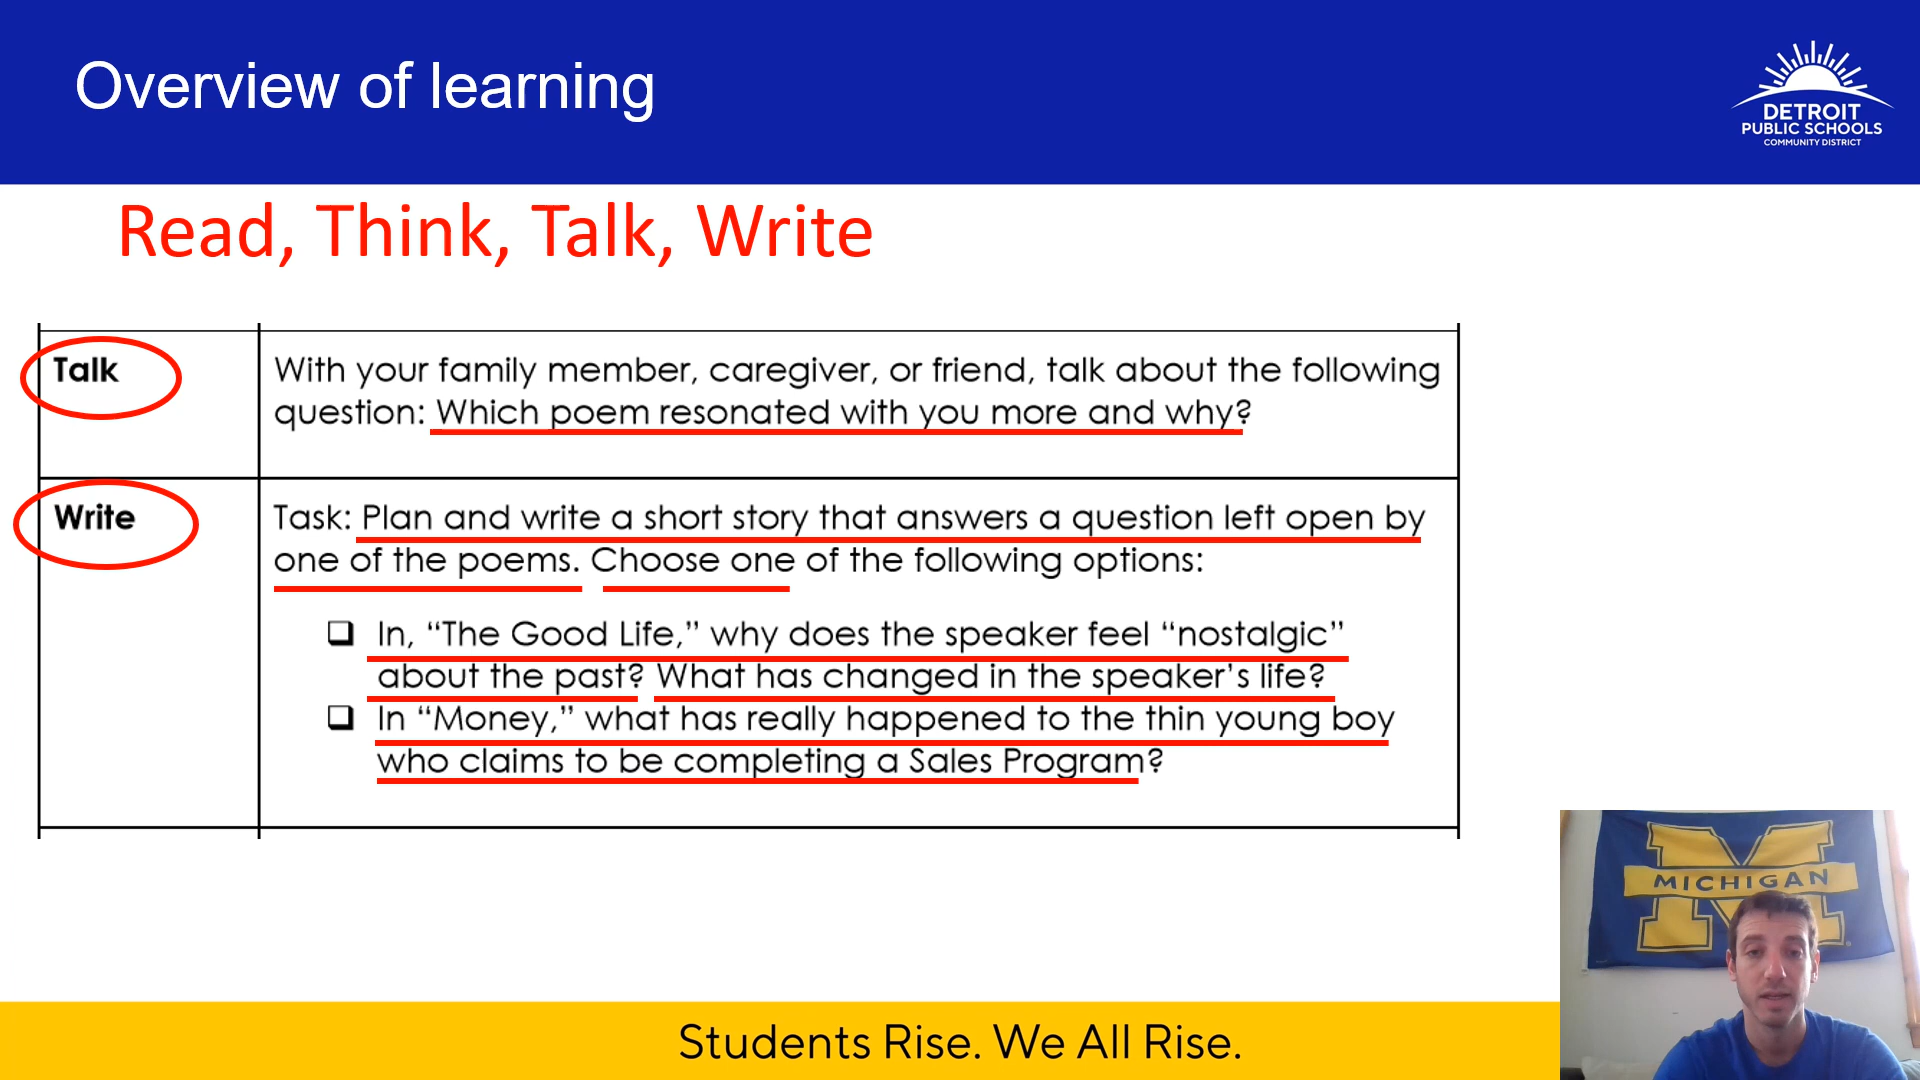 Overview of learning
DETROIT
PUBLIC SCHOOLS
COMMUNITY DISTRICT
Read, Think, Talk, Write
Talk
With your family member, caregiver, or friend, talk about the following
question: Which poem resonated with you more and why?
Write
Task: Plan and write a short story that answers a question left open by
one of the poems. Choose one of the following options:
In, “The Good Life,” why does the speaker feel “nostalgic”
about the past? What has changed in the speaker’s life?
In “Money,” what has really happened to the thin young boy
who claims to be completing a Sales Program?
MICHIGAN
Students Rise. We All Rise.